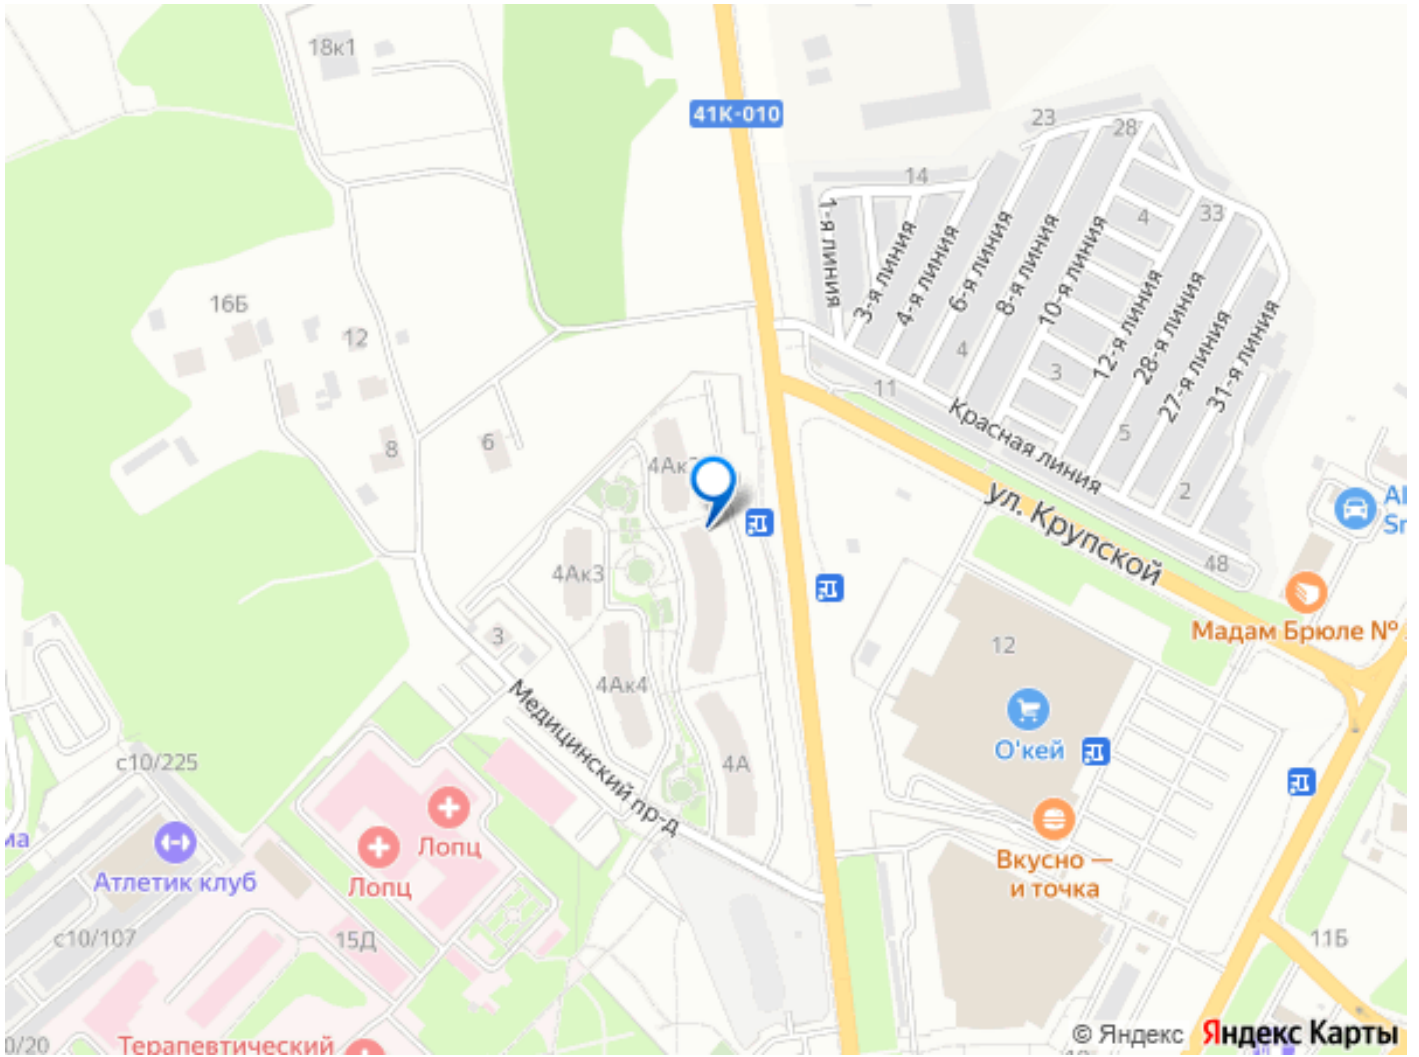 18к1
41К-010
23
28
14
4
33
1-я линия
3-я линия
4-я линия
6-я линия
8-я линия
10-я линия
12-я линия
28-я линия
27-я линия
31-я линия
16Б
12
4
3
11
5
2
48
Красная линия
ул. Крупской
8
6
4Ак3
3
4Ак4
4А
Медицинский пр-д
12
О'кей
Мадам Брюле №
с10/225
Атлетик клуб
Лопц
Лопц
Вкусно —
и точка
с10/107
15Д
11Б
Терапевтический
© Яндекс Яндекс Карты